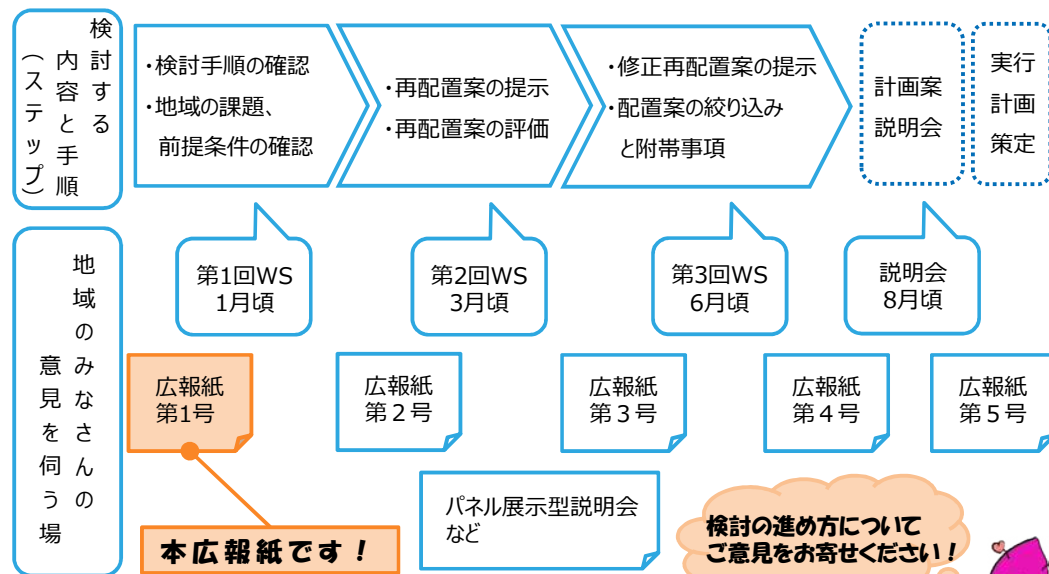 検討する
内容と手順
（ステップ）
・検討手順の確認
・地域の課題、
前提条件の確認
・再配置案の提示
・再配置案の評価
・修正再配置案の提示
・配置案の絞り込み
と附帯事項
計画案
説明会
実行
計画
策定
地域のみなさんの
意見を伺う場
第1回WS
1月頃
第2回WS
3月頃
第3回WS
6月頃
説明会
8月頃
広報紙
第1号
広報紙
第２号
広報紙
第３号
広報紙
第４号
広報紙
第５号
本広報紙です！
パネル展示型説明会
など
検討の進め方について
ご意見をお寄せください！